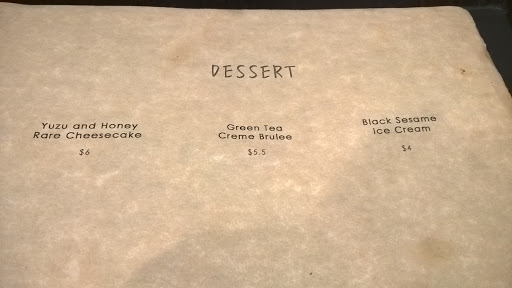 DESSERT
Yuzu and Honey
Rare Cheesecake
$6
Green Tea
Creme Brulee
$5.5
Black Sesame
Ice Cream
$4